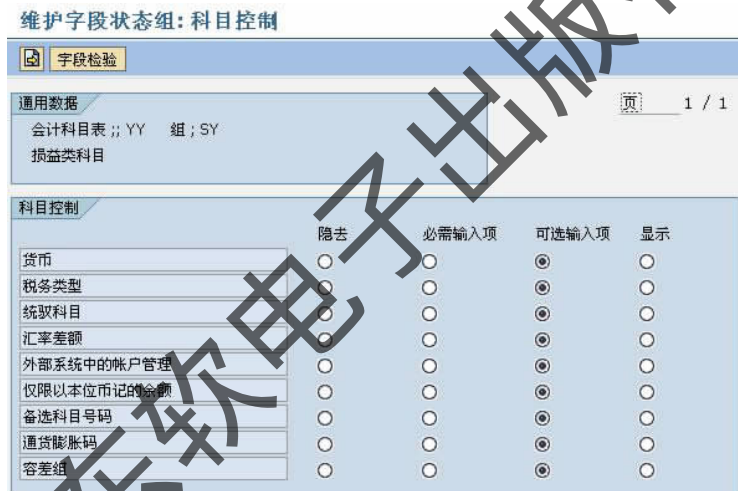 维护字段状态组: 科目控制
字段检验
通用数据
页 1 / 1
会计科目表 ;; YY 组 ; SY
损益类科目
科目控制
隐去 必需输入项 可选输入项 显示
货币
税务类型
统驭科目
汇率差额
外部系统中的帐户管理
仅限以本位币记的余额
备选科目号码
通货膨胀码
容差组
东软电子出版社